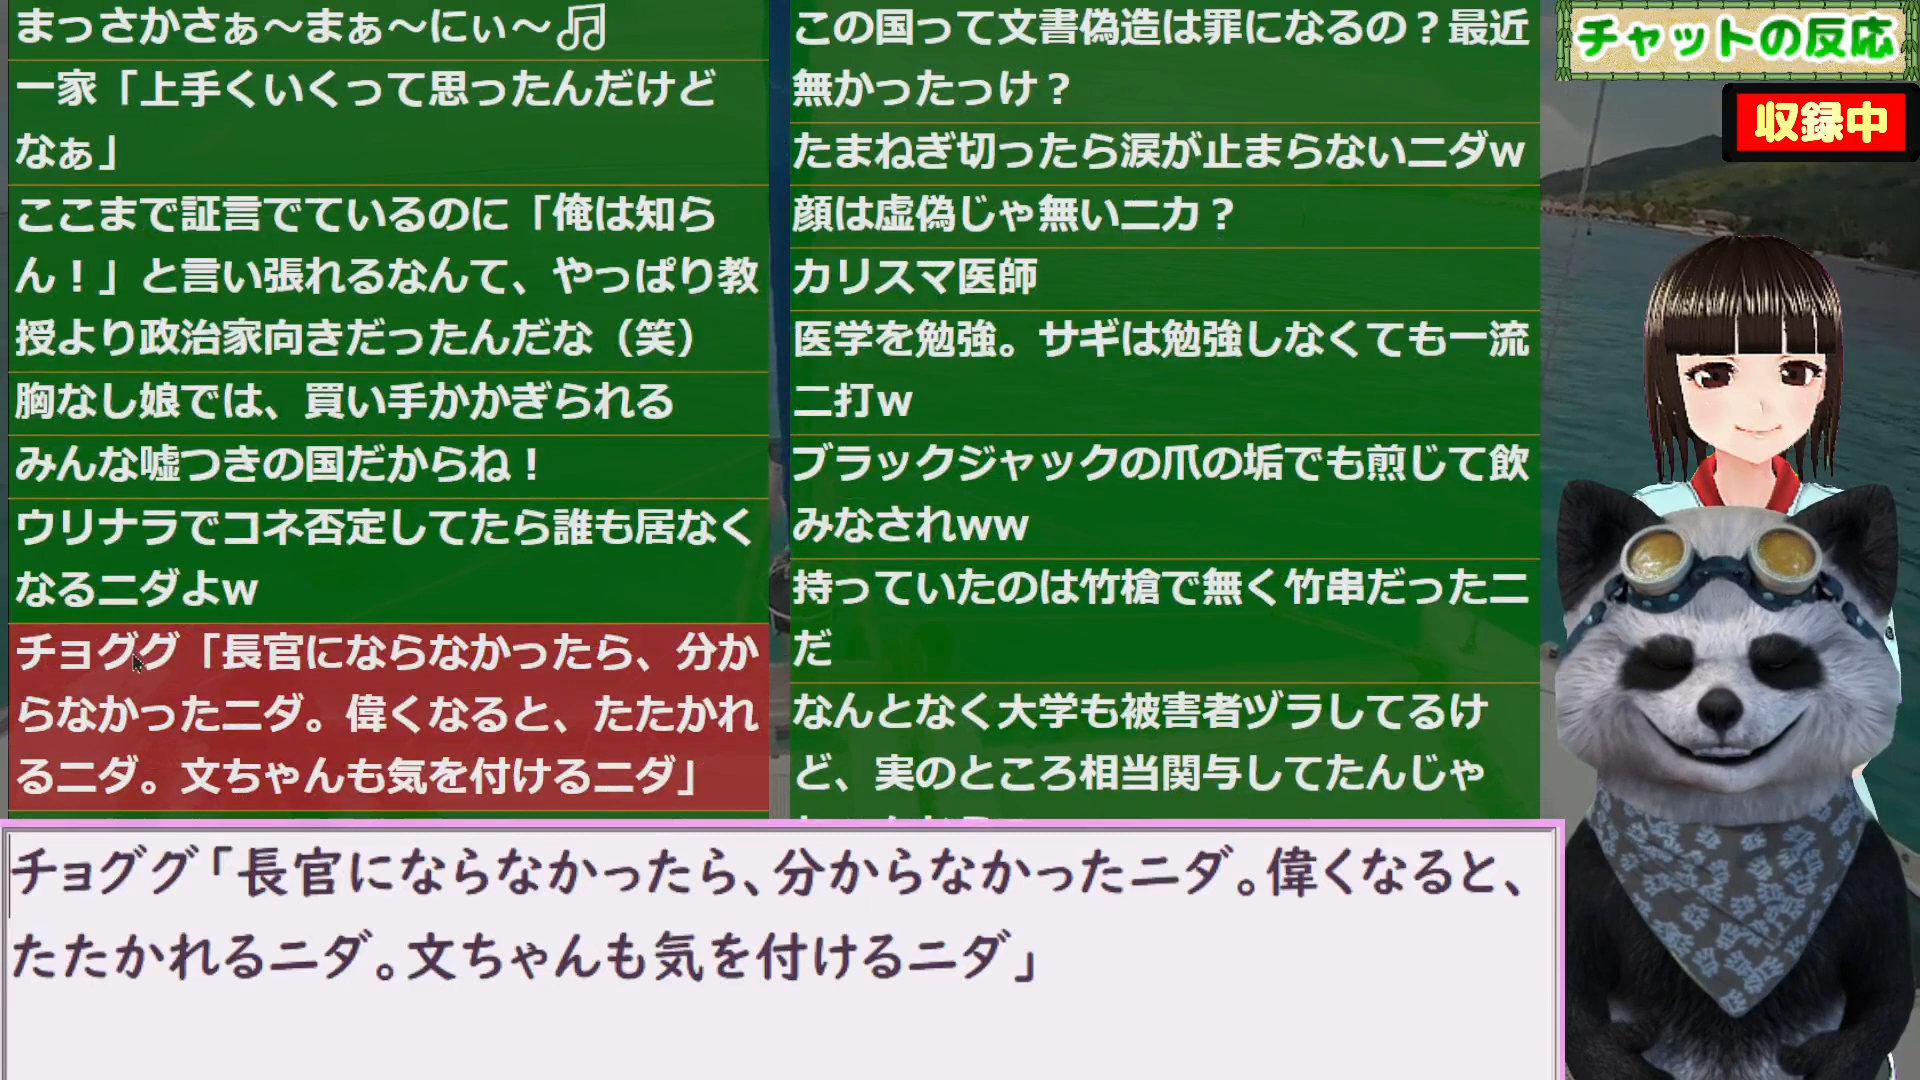 まっさかさぁ～まぁ～にぃ～🎵
一家「上手くいくって思ったんだけど
なぁ」
ここまで証言でているのに「俺は知ら
ん！」と言い張れるなんて、やっぱり教
授より政治家向きだったんだな（笑）
胸なし娘では、買い手かかぎられる
みんな嘘つきの国だからね！
ウリナラでコネ否定してたら誰も居なく
なるニダよw
チョググ「長官にならなかったら、分か
らなかったニダ。偉くなると、たたかれ
るニダ。文ちゃんも気を付けるニダ」
この国って文書偽造は罪になるの？最近
無かったっけ？
たまねぎ切ったら涙が止まらないニダw
顔は虚偽じゃ無いニカ？
カリスマ医師
医学を勉強。サギは勉強しなくても一流
ニ打w
ブラックジャックの爪の垢でも煎じて飲
みなされww
持っていたのは竹槍で無く竹串だったニ
だ
なんとなく大学も被害者ヅラしてるけ
ど、実のところ相当関与してたんじゃ
チャットの反応
収録中
チョググ「長官にならなかったら、分からなかったニダ。偉くなると、
たたかれるニダ。文ちゃんも気を付けるニダ」